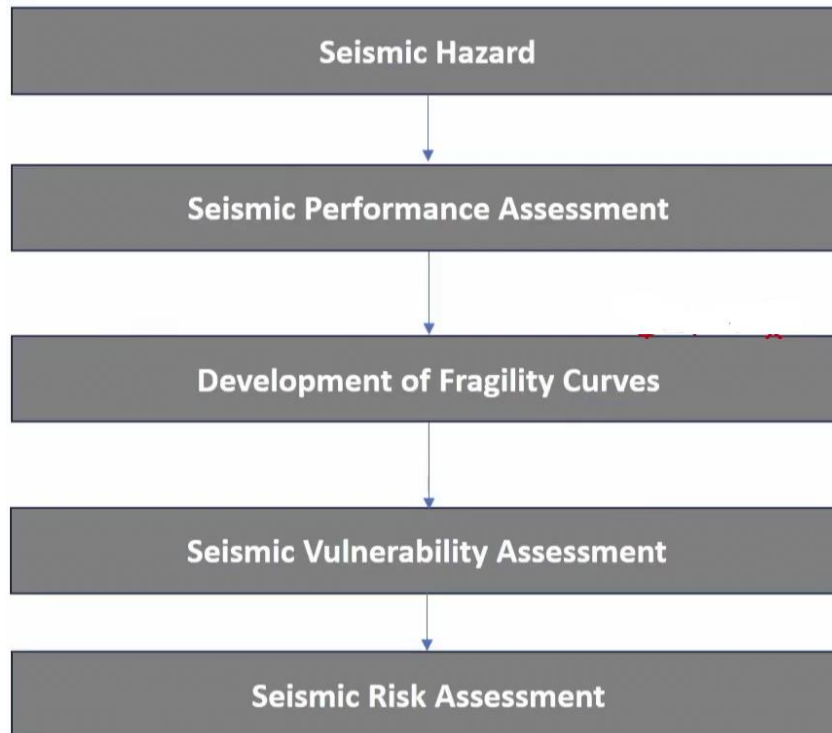 Seismic Hazard
Seismic Performance Assessment
Development of Fragility Curves
Seismic Vulnerability Assessment
Seismic Risk Assessment